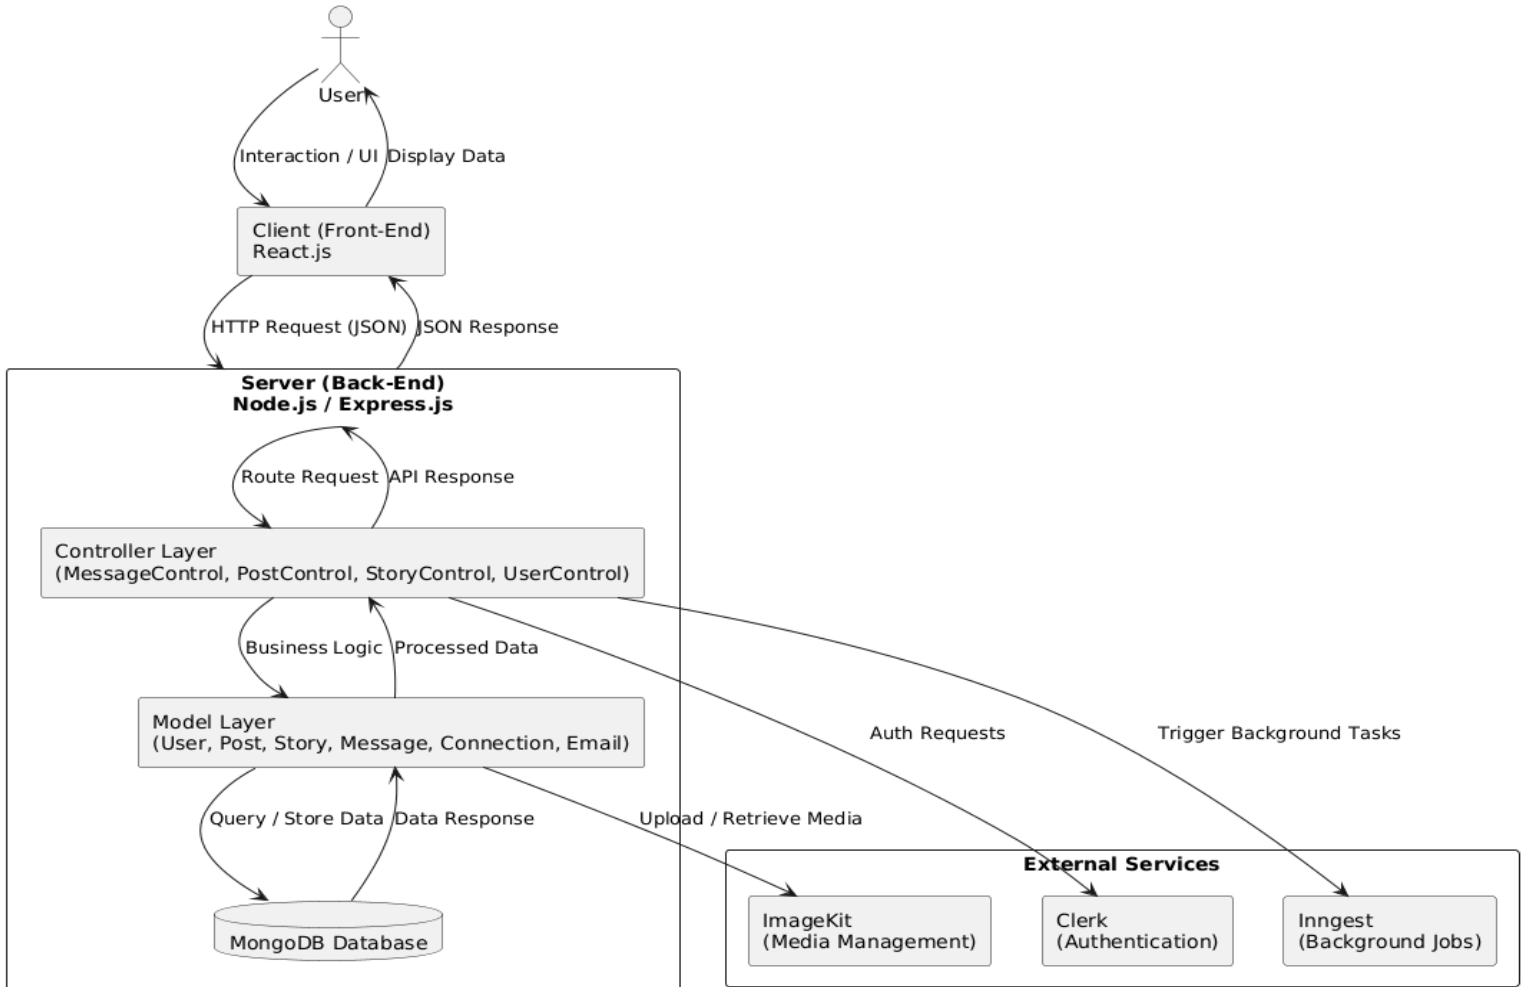 User
Interaction / UI
Display Data
Client (Front-End)
React.js
HTTP Request (JSON)
JSON Response
Server (Back-End)
Node.js / Express.js
Route Request
API Response
Controller Layer
(MessageControl, PostControl, StoryControl, UserControl)
Business Logic
Processed Data
Model Layer
(User, Post, Story, Message, Connection, Email)
Auth Requests
Trigger Background Tasks
Query / Store Data
Data Response
Upload / Retrieve Media
External Services
ImageKit
(Media Management)
Clerk
(Authentication)
Inngest
(Background Jobs)
MongoDB Database